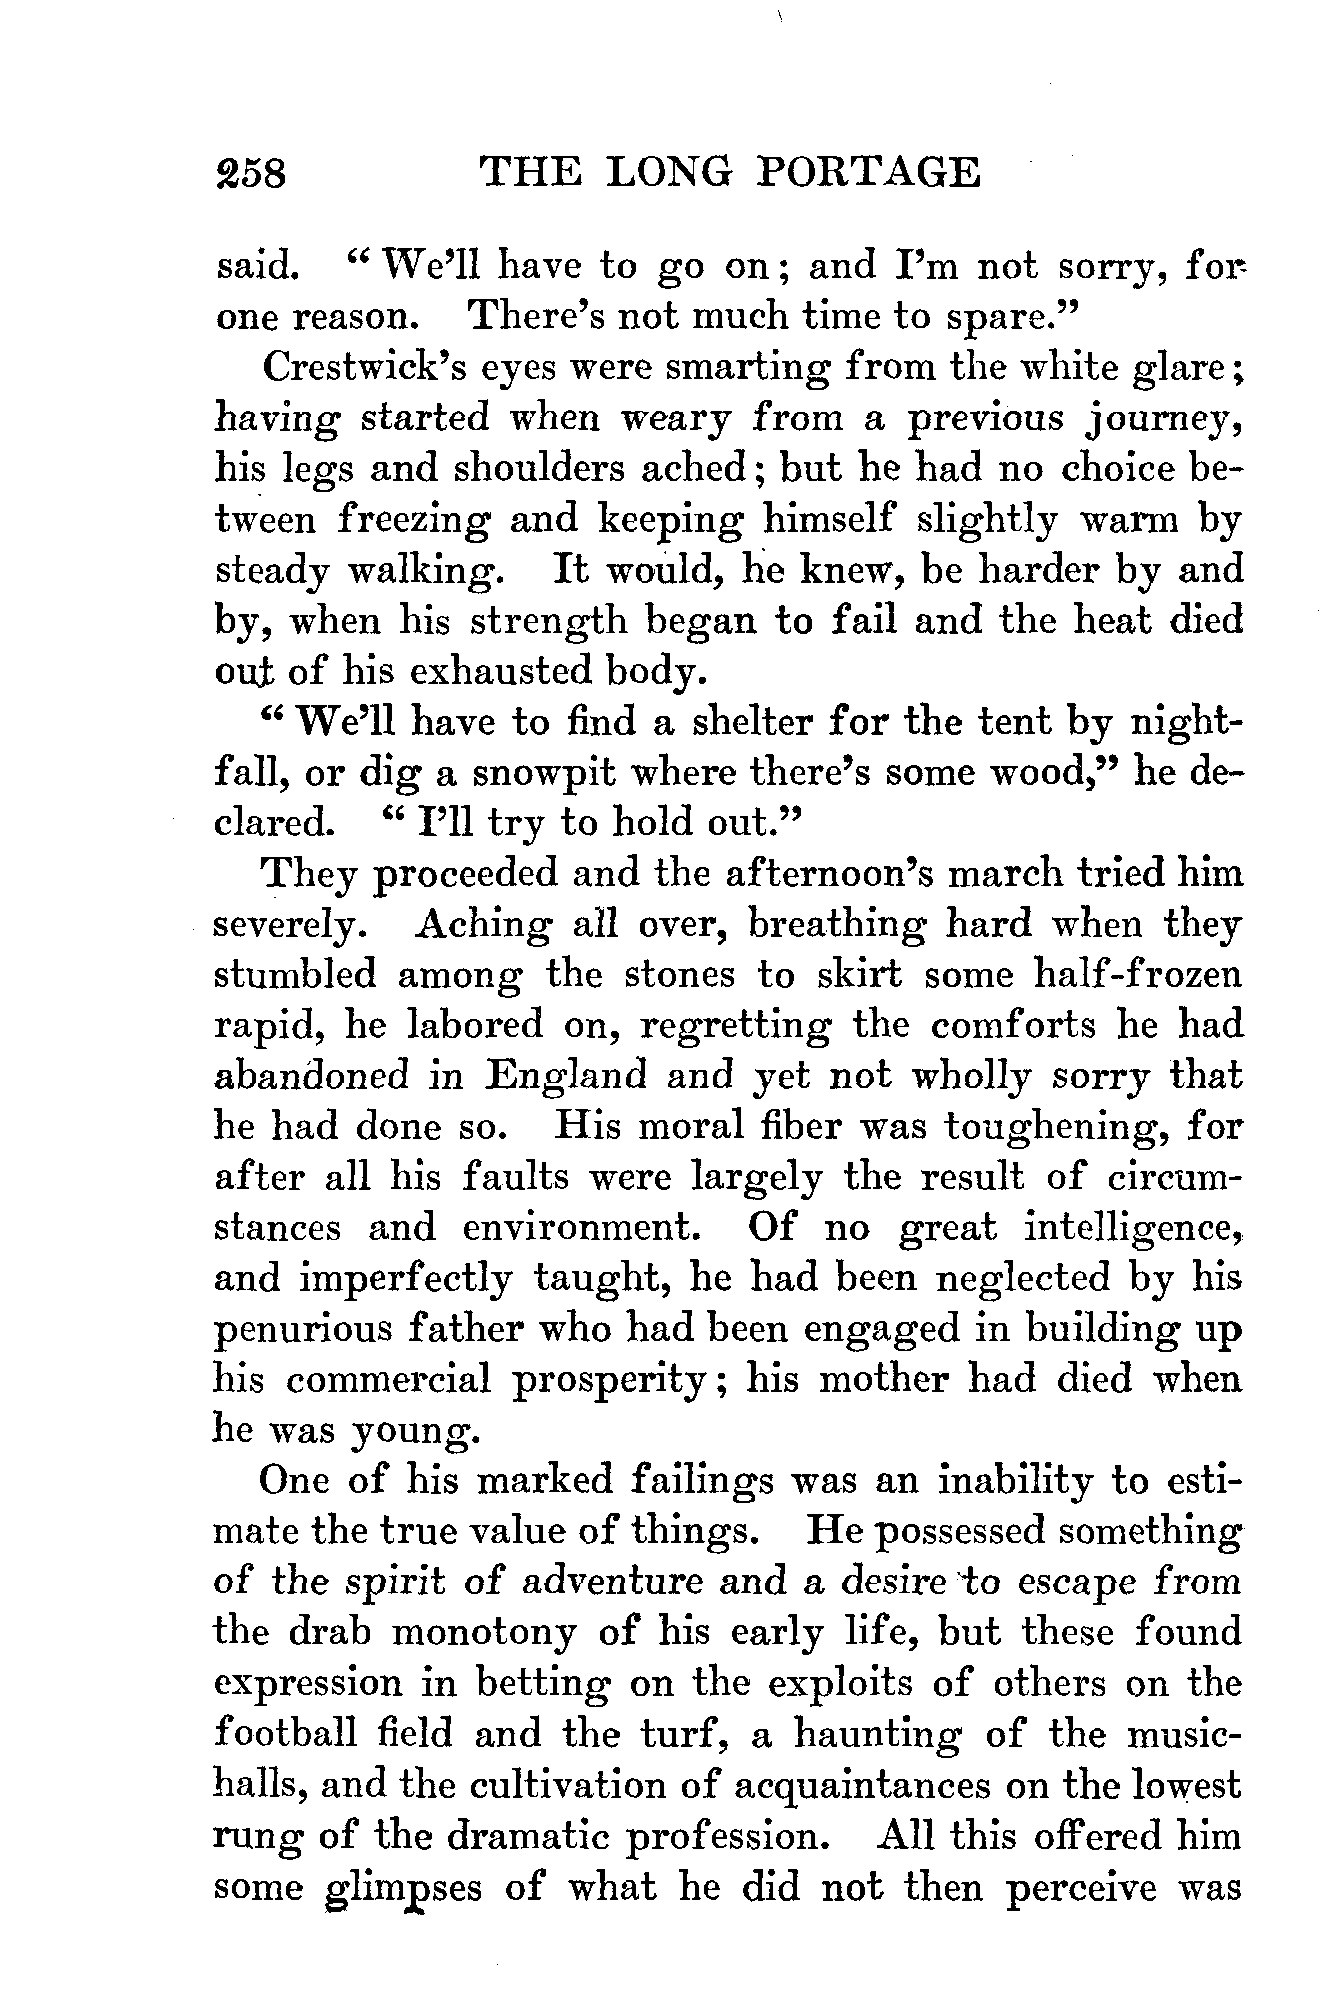 258 THE LONG PORTAGE
said. "We'll have to go on; and I'm not sorry, for
one reason. There's not much time to spare."
Crestwick's eyes were smarting from the white glare;
having started when weary from a previous journey,
his legs and shoulders ached; but he had no choice be-
tween freezing and keeping himself slightly warm by
steady walking. It would, he knew, be harder by and
by, when his strength began to fail and the heat died
out of his exhausted body.
"We'll have to find a shelter for the tent by night-
fall, or dig a snowpit where there's some wood," he de-
clared. "I'll try to hold out."
They proceeded and the afternoon's march tried him
severely. Aching all over, breathing hard when they
stumbled among the stones to skirt some half-frozen
rapid, he labored on, regretting the comforts he had
abandoned in England and yet not wholly sorry that
he had done so. His moral fiber was toughening, for
after all his faults were largely the result of circum-
stances and environment. Of no great intelligence,
and imperfectly taught, he had been neglected by his
penurious father who had been engaged in building up
his commercial prosperity; his mother had died when
he was young.
One of his marked failings was an inability to esti-
mate the true value of things. He possessed something
of the spirit of adventure and a desire to escape from
the drab monotony of his early life, but these found
expression in betting on the exploits of others on the
football field and the turf, a haunting of the music-
halls, and the cultivation of acquaintances on the lowest
rung of the dramatic profession. All this offered him
some glimpses of what he did not then perceive was